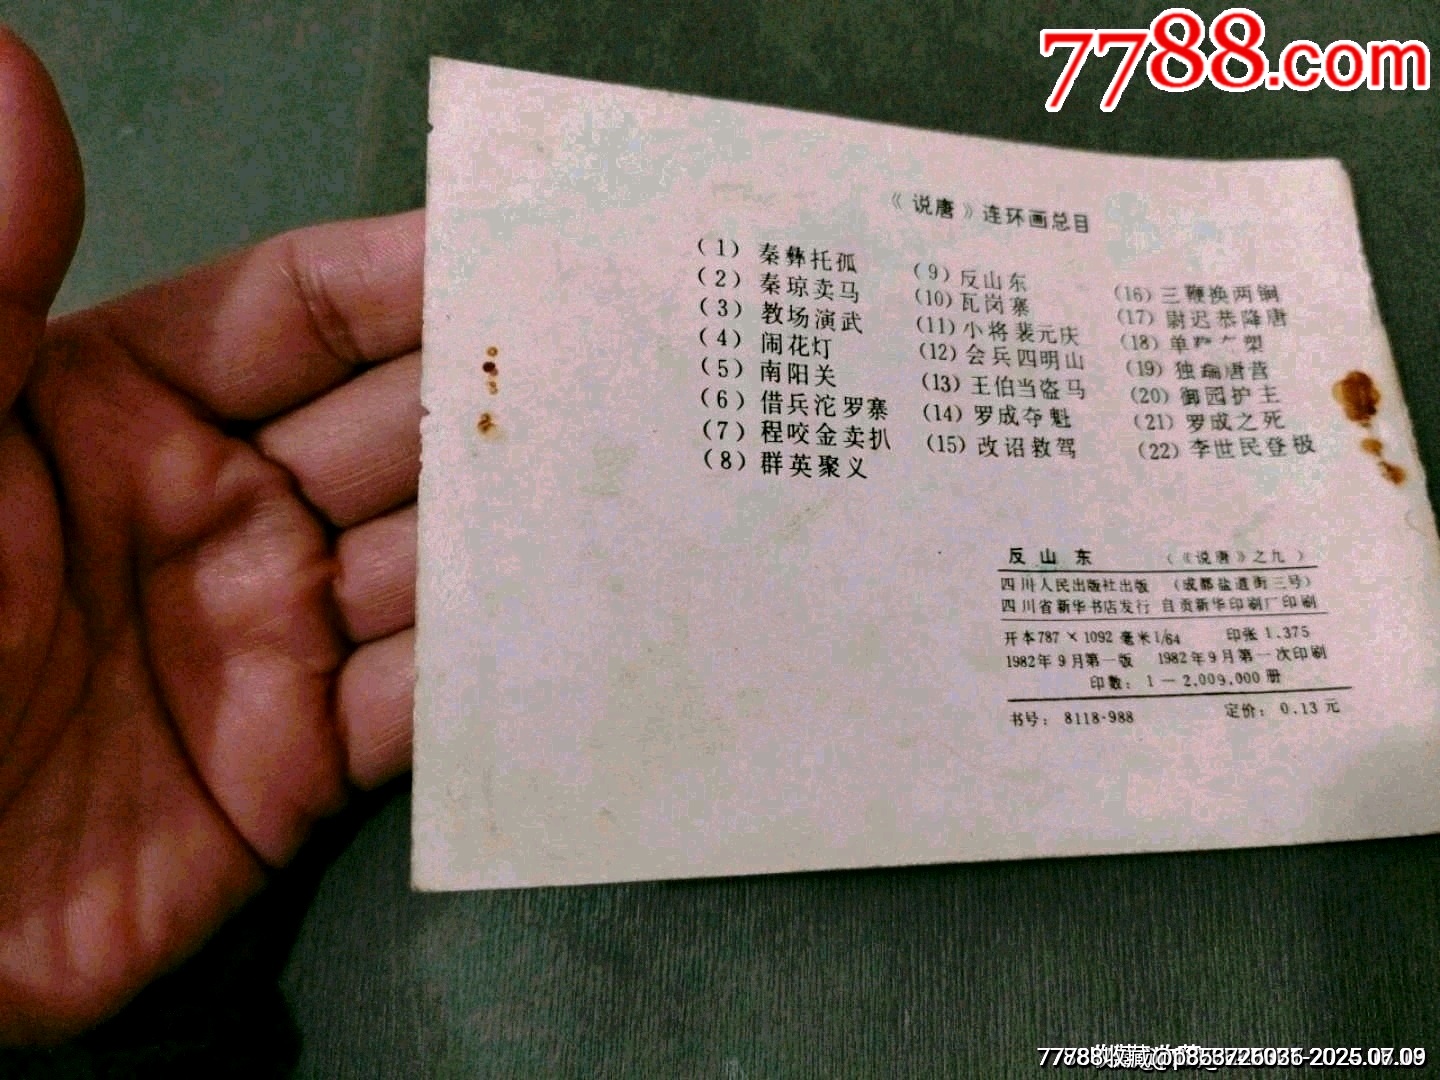 7788.com
《说唐》连环画总目
(1) 秦彝托孤
(2) 秦琼卖马
(3) 教场演武
(4) 闹花灯
(5) 南阳关
(6) 借兵沱罗寨
(7) 程咬金卖扒
(8) 群英聚义
(9) 反山东
(10) 瓦岗寨
(11) 小将裴元庆
(12) 会兵四明山
(13) 王伯当盗马
(14) 罗成夺魁
(15) 改诏救驾
(16) 三鞭换两锏
(17) 尉迟恭降唐
(18) 单
(19) 独踹唐营
(20) 御园护主
(21) 罗成之死
(22) 李世民登极
反山东 (《说唐》之九)
四川人民出版社出版 (成都盐道街三号)
四川省新华书店发行 自贡新华印刷厂印刷
开本787×1092毫米1/64 印张1.375
1982年9月第一版 1982年9月第一次印刷
印数: 1—2,009,000册
书号: 8118·988 定价: 0.13元